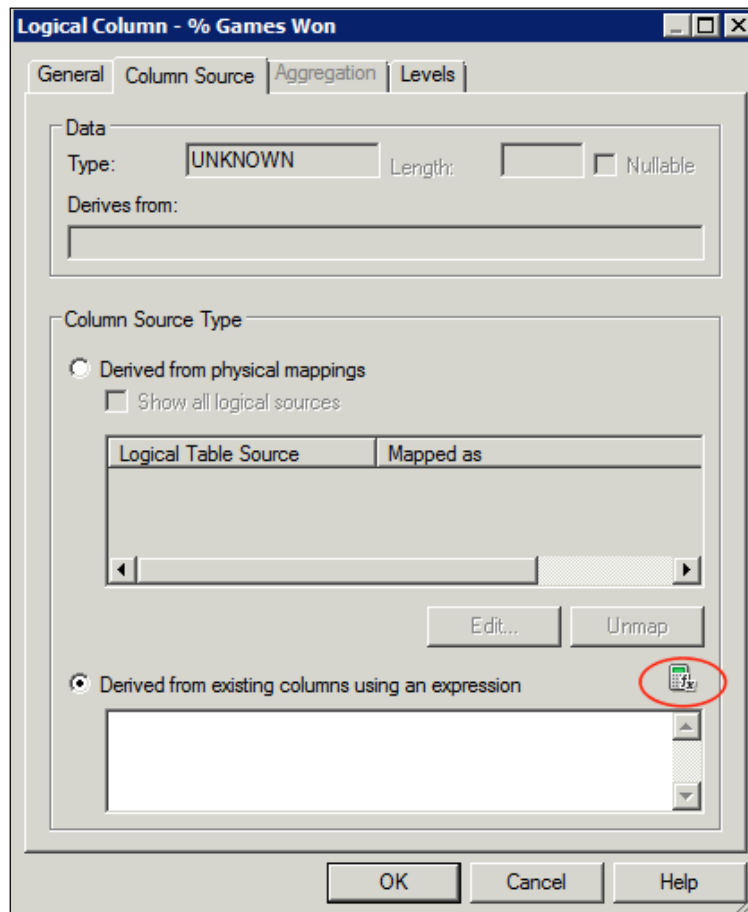 Logical Column - % Games Won
General Column Source Aggregation Levels
Data
Type: UNKNOWN Length: Nullable
Derives from:
Column Source Type
Derived from physical mappings
Show all logical sources
Logical Table Source Mapped as
Edit... Unmap
Derived from existing columns using an expression
fx
OK Cancel Help